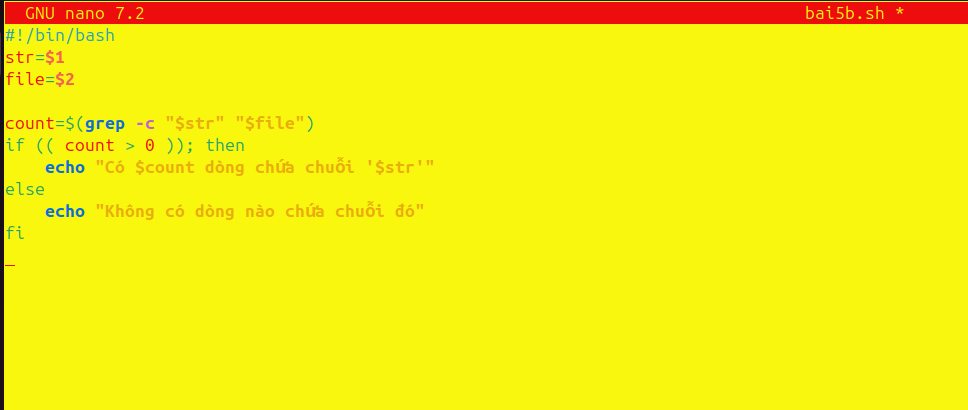 GNU nano 7.2 bai5b.sh *
#!/bin/bash
str=$1
file=$2
count=$(grep -c "$str" "$file")
if (( count > 0 )); then
    echo "Có $count dòng chứa chuỗi '$str'"
else
    echo "Không có dòng nào chứa chuỗi đó"
fi